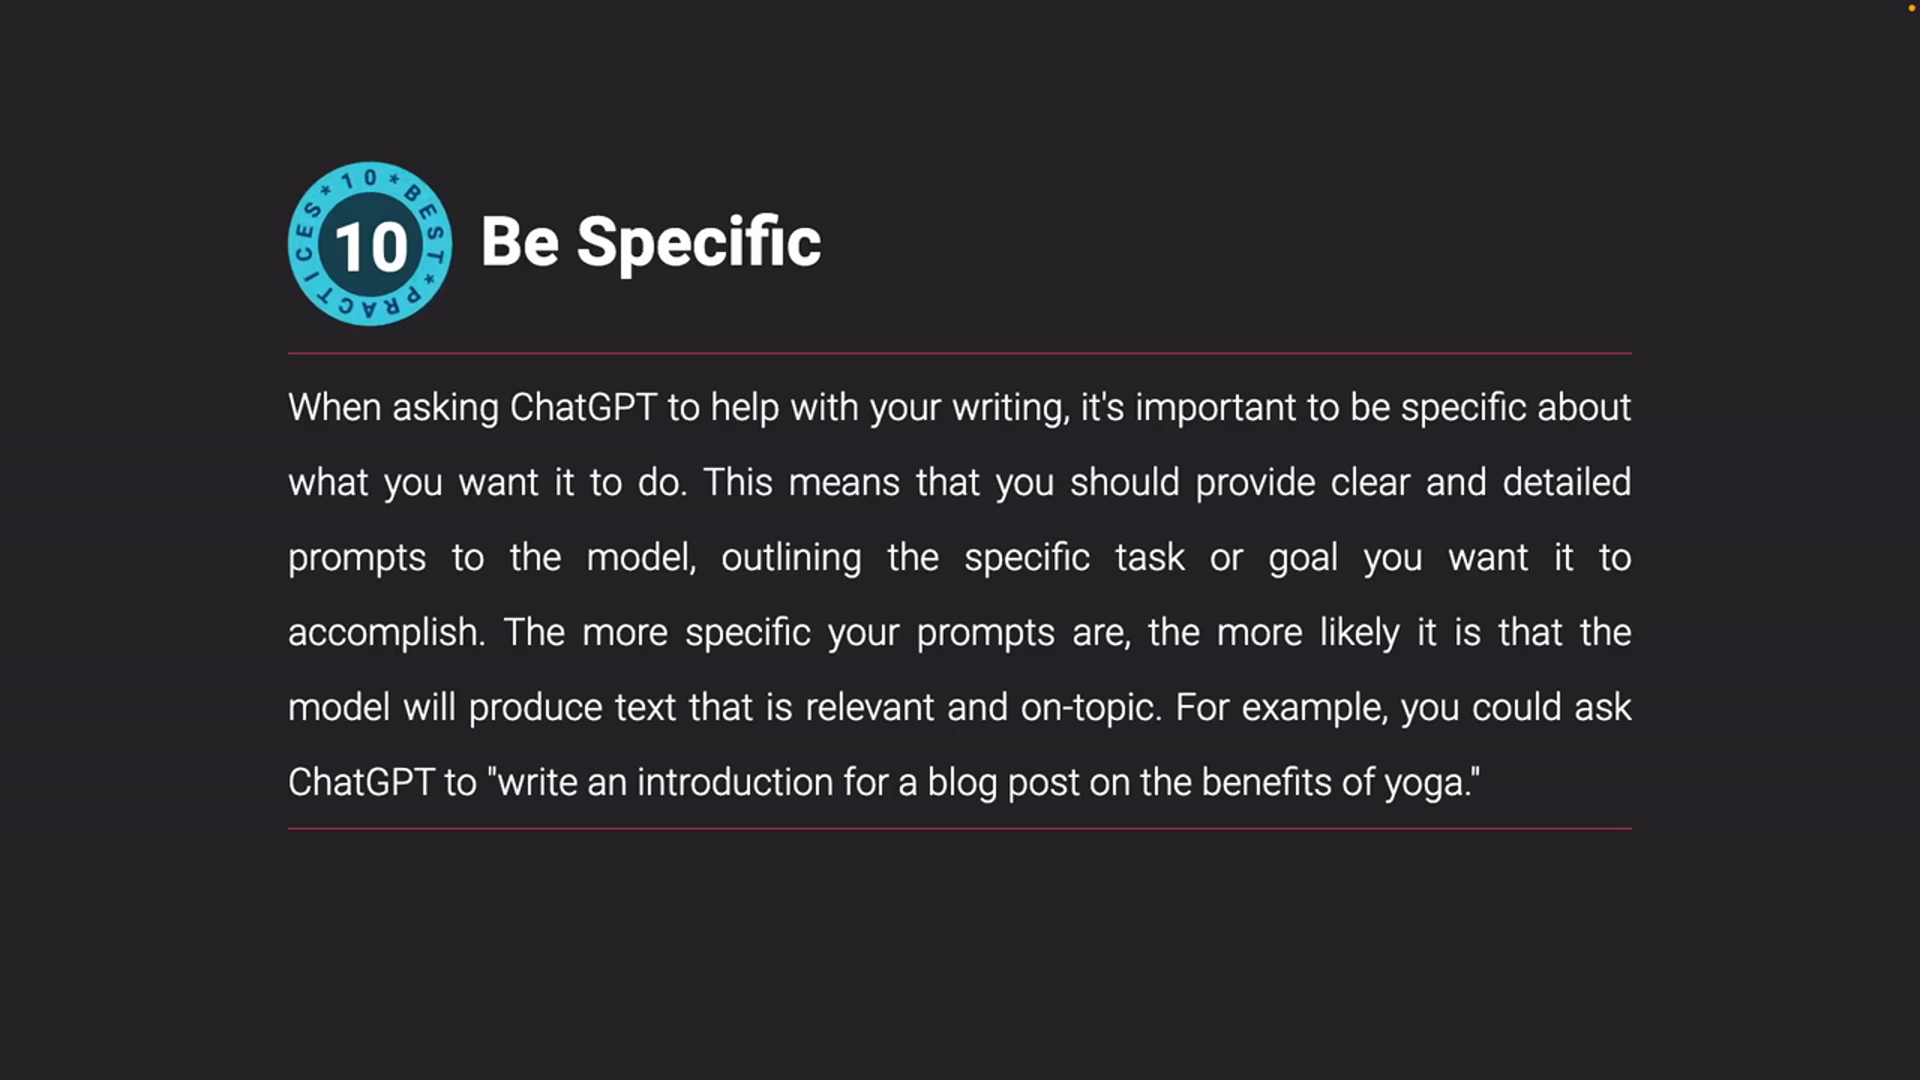 *10*BEST*PRACTICES
10
Be Specific
When asking ChatGPT to help with your writing, it's important to be specific about
what you want it to do. This means that you should provide clear and detailed
prompts to the model, outlining the specific task or goal you want it to
accomplish. The more specific your prompts are, the more likely it is that the
model will produce text that is relevant and on-topic. For example, you could ask
ChatGPT to "write an introduction for a blog post on the benefits of yoga."